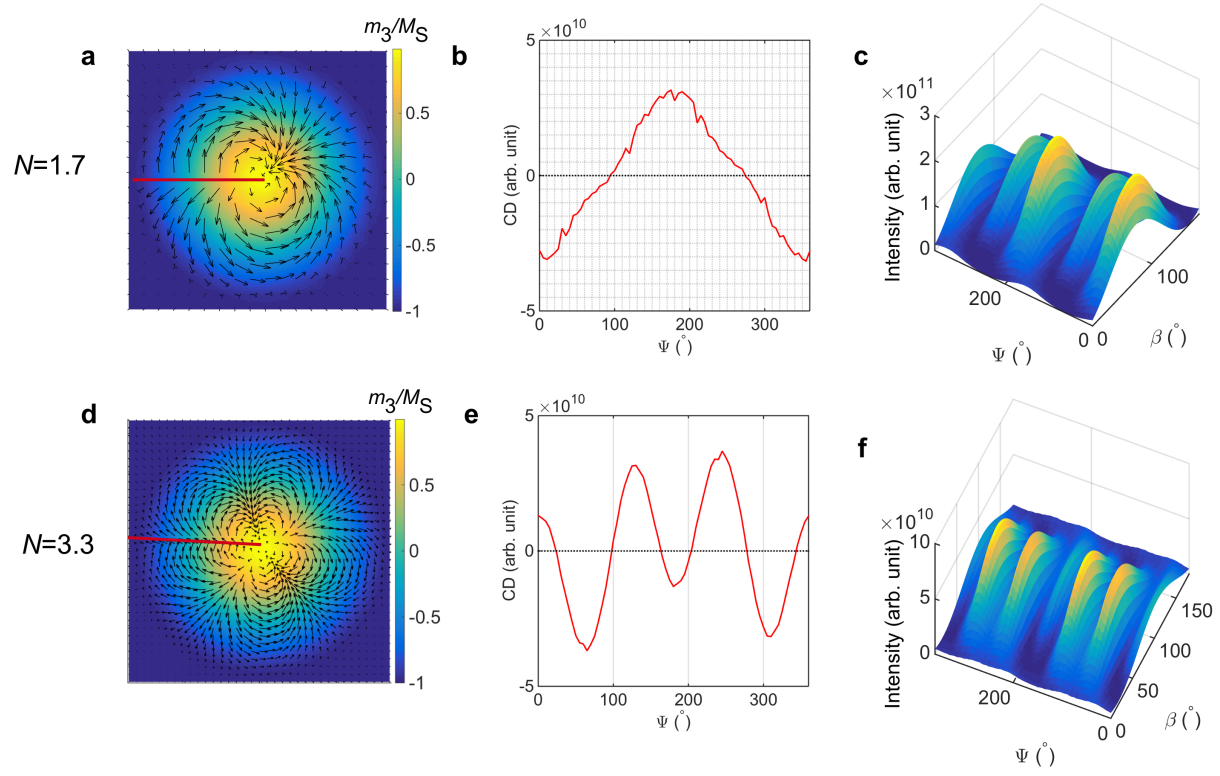 a
m3/MS
0.5
0
-0.5
-1
N=1.7
b
×10^10
5
0
-5
CD (arb. unit)
0 100 200 300
Ψ (°)
c
×10^11
3
2
1
0
Intensity (arb. unit)
200
0
Ψ (°)
0
100
β (°)
d
m3/MS
0.5
0
-0.5
-1
N=3.3
e
×10^10
5
0
-5
CD (arb. unit)
0 100 200 300
Ψ (°)
f
×10^10
10
5
0
Intensity (arb. unit)
200
0
Ψ (°)
0
50
100
150
β (°)